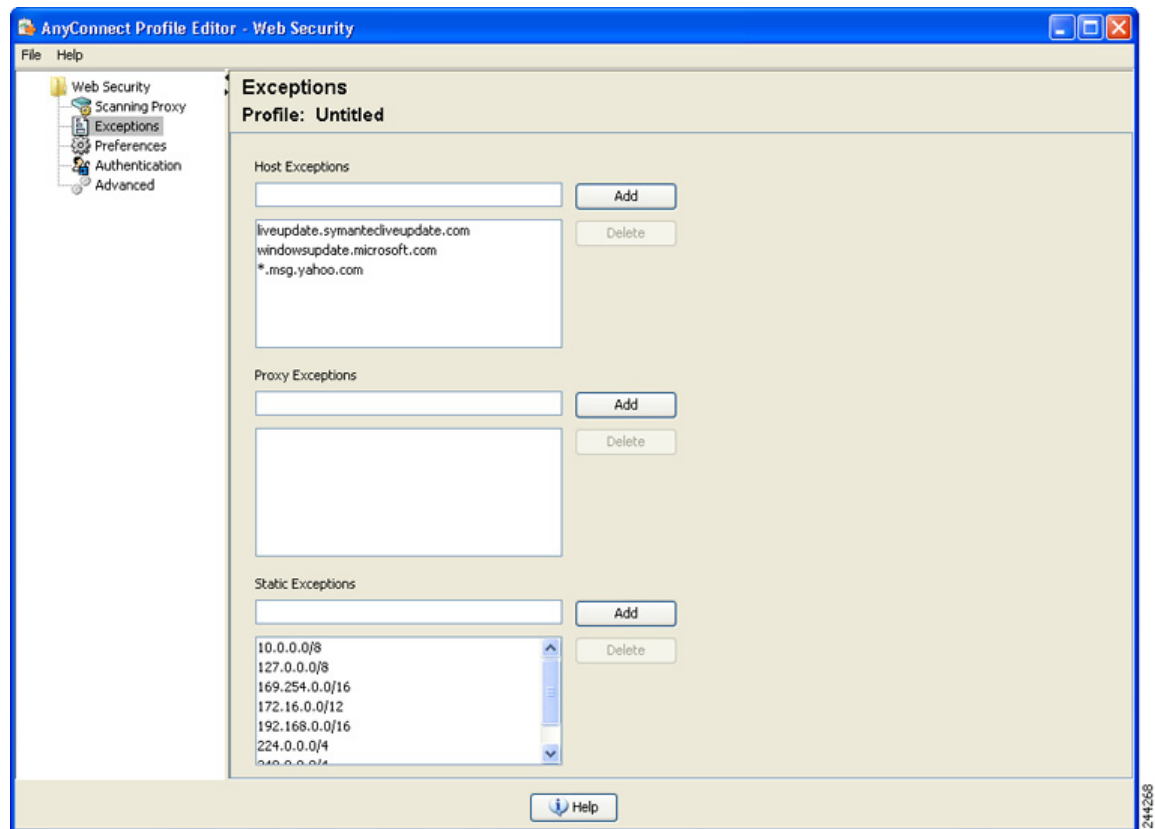 AnyConnect Profile Editor - Web Security
File Help
Web Security
Scanning Proxy
Exceptions
Preferences
Authentication
Advanced
Exceptions
Profile: Untitled
Host Exceptions
Add
liveupdate.symantecliveupdate.com
windowsupdate.microsoft.com
*.msg.yahoo.com
Delete
Proxy Exceptions
Add
Delete
Static Exceptions
Add
10.0.0.0/8
127.0.0.0/8
169.254.0.0/16
172.16.0.0/12
192.168.0.0/16
224.0.0.0/4
Delete
Help
244268